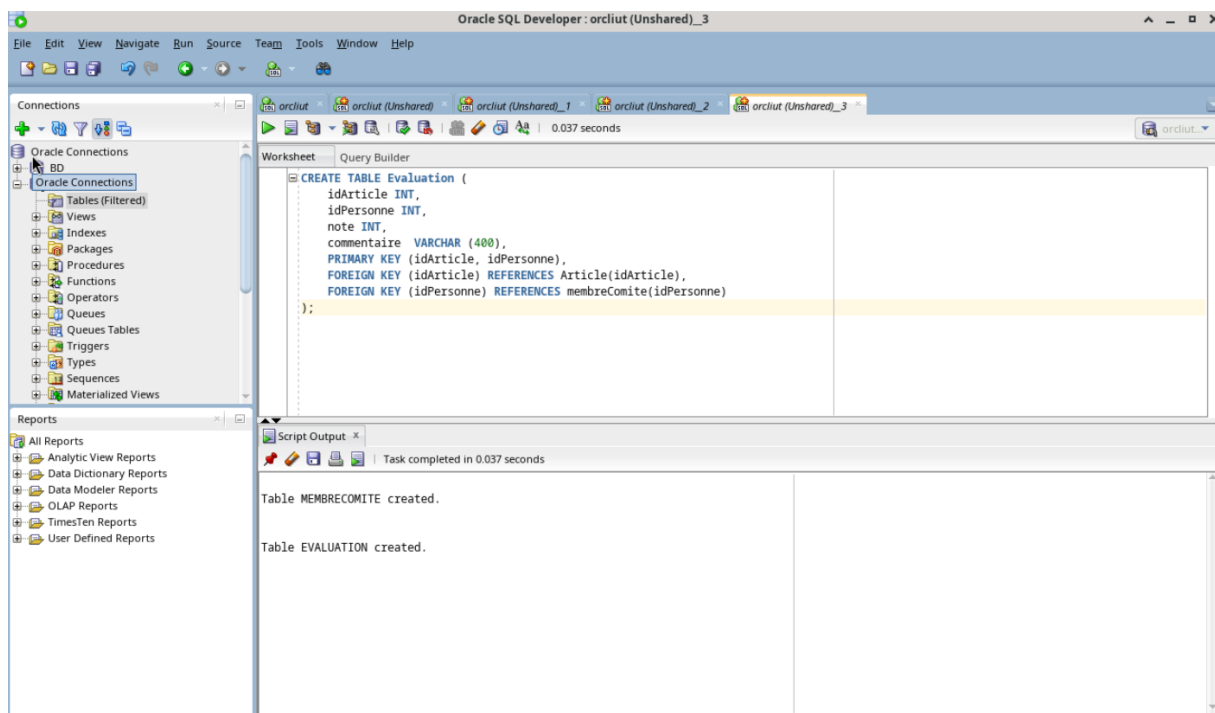 Oracle SQL Developer : orcliut (Unshared)__3
File Edit View Navigate Run Source Team Tools Window Help
Connections
orcliut
orcliut (Unshared)
orcliut (Unshared)_1
orcliut (Unshared)_2
orcliut (Unshared)_3
0.037 seconds
orcliut...
Oracle Connections
BD
Oracle Connections
Tables (Filtered)
Views
Indexes
Packages
Procedures
Functions
Operators
Queues
Queues Tables
Triggers
Types
Sequences
Materialized Views
Worksheet Query Builder
CREATE TABLE Evaluation (
idArticle INT,
idPersonne INT,
note INT,
commentaire  VARCHAR (400),
PRIMARY KEY (idArticle, idPersonne),
FOREIGN KEY (idArticle) REFERENCES Article(idArticle),
FOREIGN KEY (idPersonne) REFERENCES membreComite(idPersonne)
);
Reports
All Reports
Analytic View Reports
Data Dictionary Reports
Data Modeler Reports
OLAP Reports
TimesTen Reports
User Defined Reports
Script Output
Task completed in 0.037 seconds
Table MEMBRECOMITE created.
Table EVALUATION created.